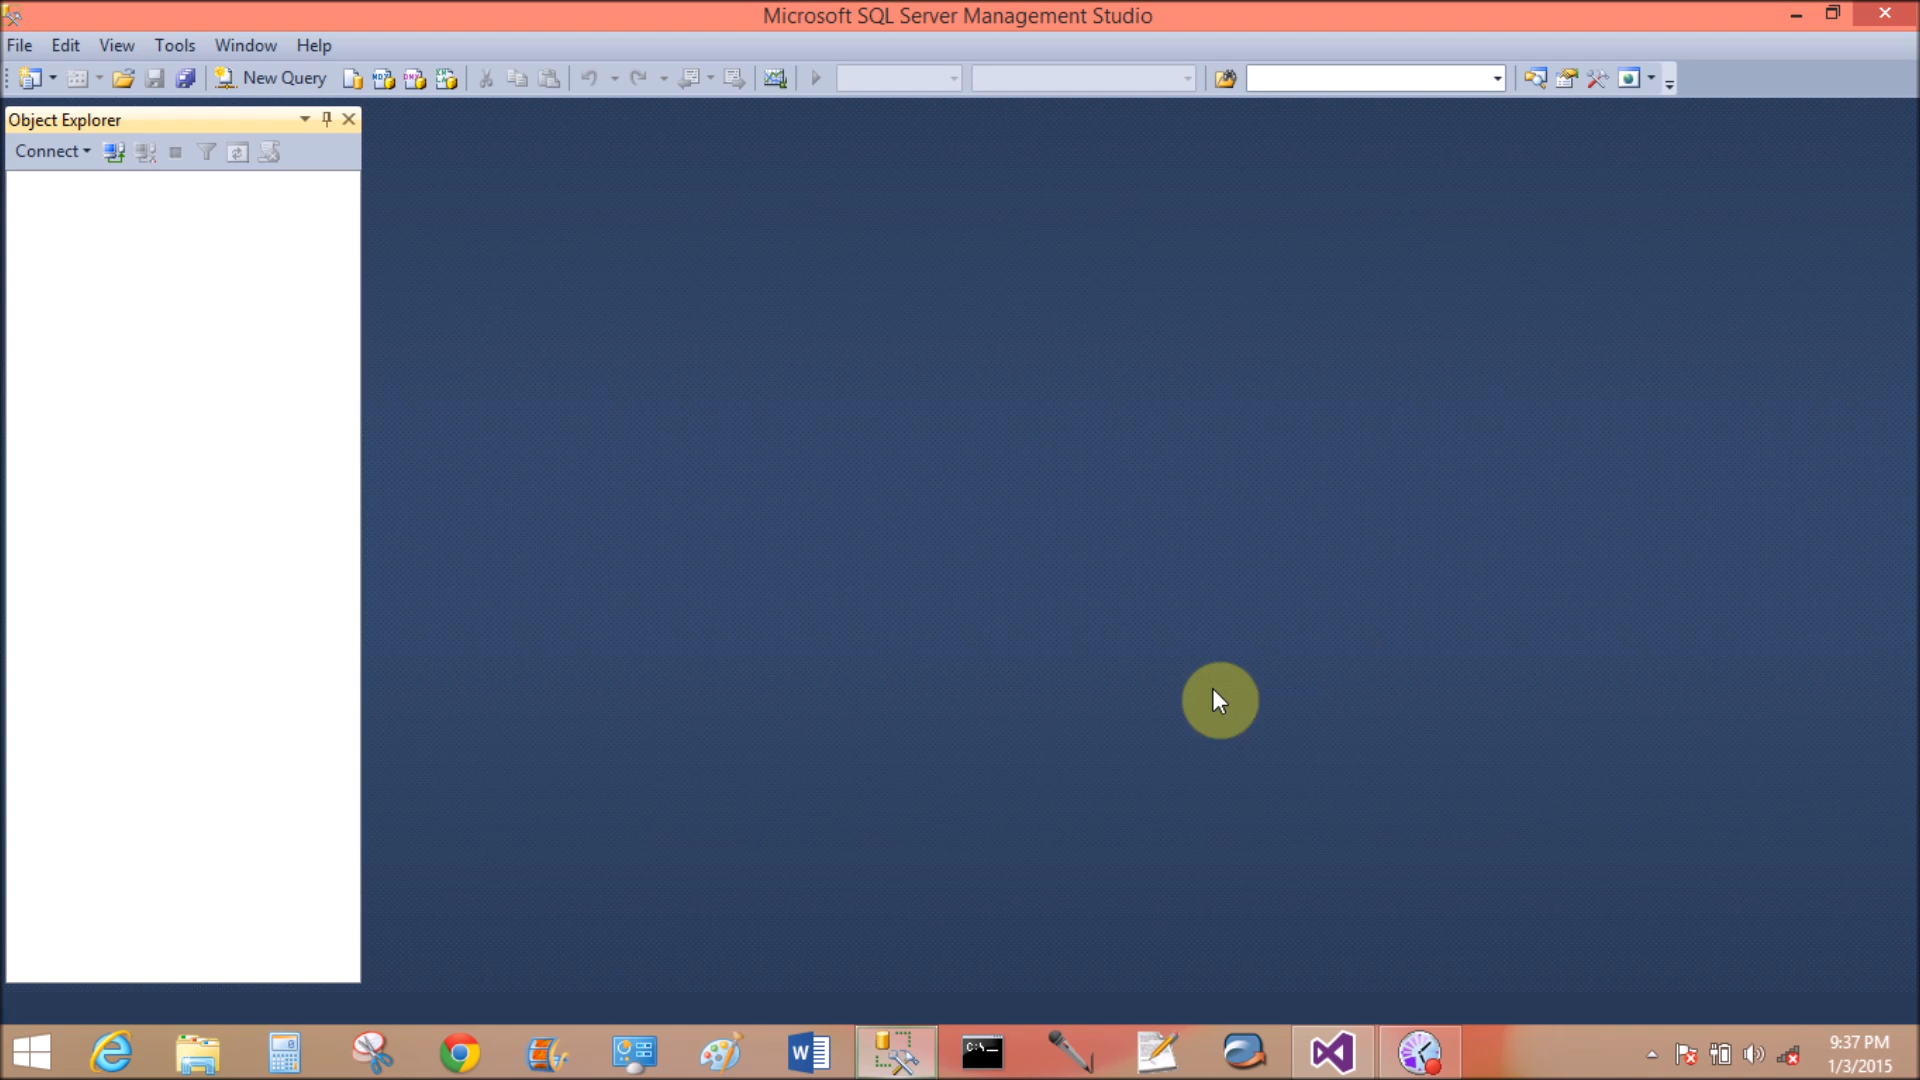 Microsoft SQL Server Management Studio
File Edit View Tools Window Help
New Query
Object Explorer
Connect
9:37 PM
1/3/2015